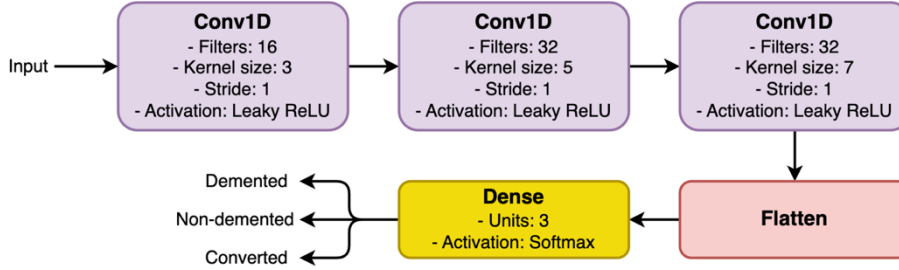 Input
Conv1D
- Filters: 16
- Kernel size: 3
- Stride: 1
- Activation: Leaky ReLU
Conv1D
- Filters: 32
- Kernel size: 5
- Stride: 1
- Activation: Leaky ReLU
Conv1D
- Filters: 32
- Kernel size: 7
- Stride: 1
- Activation: Leaky ReLU
Flatten
Dense
- Units: 3
- Activation: Softmax
Demented
Non-demented
Converted